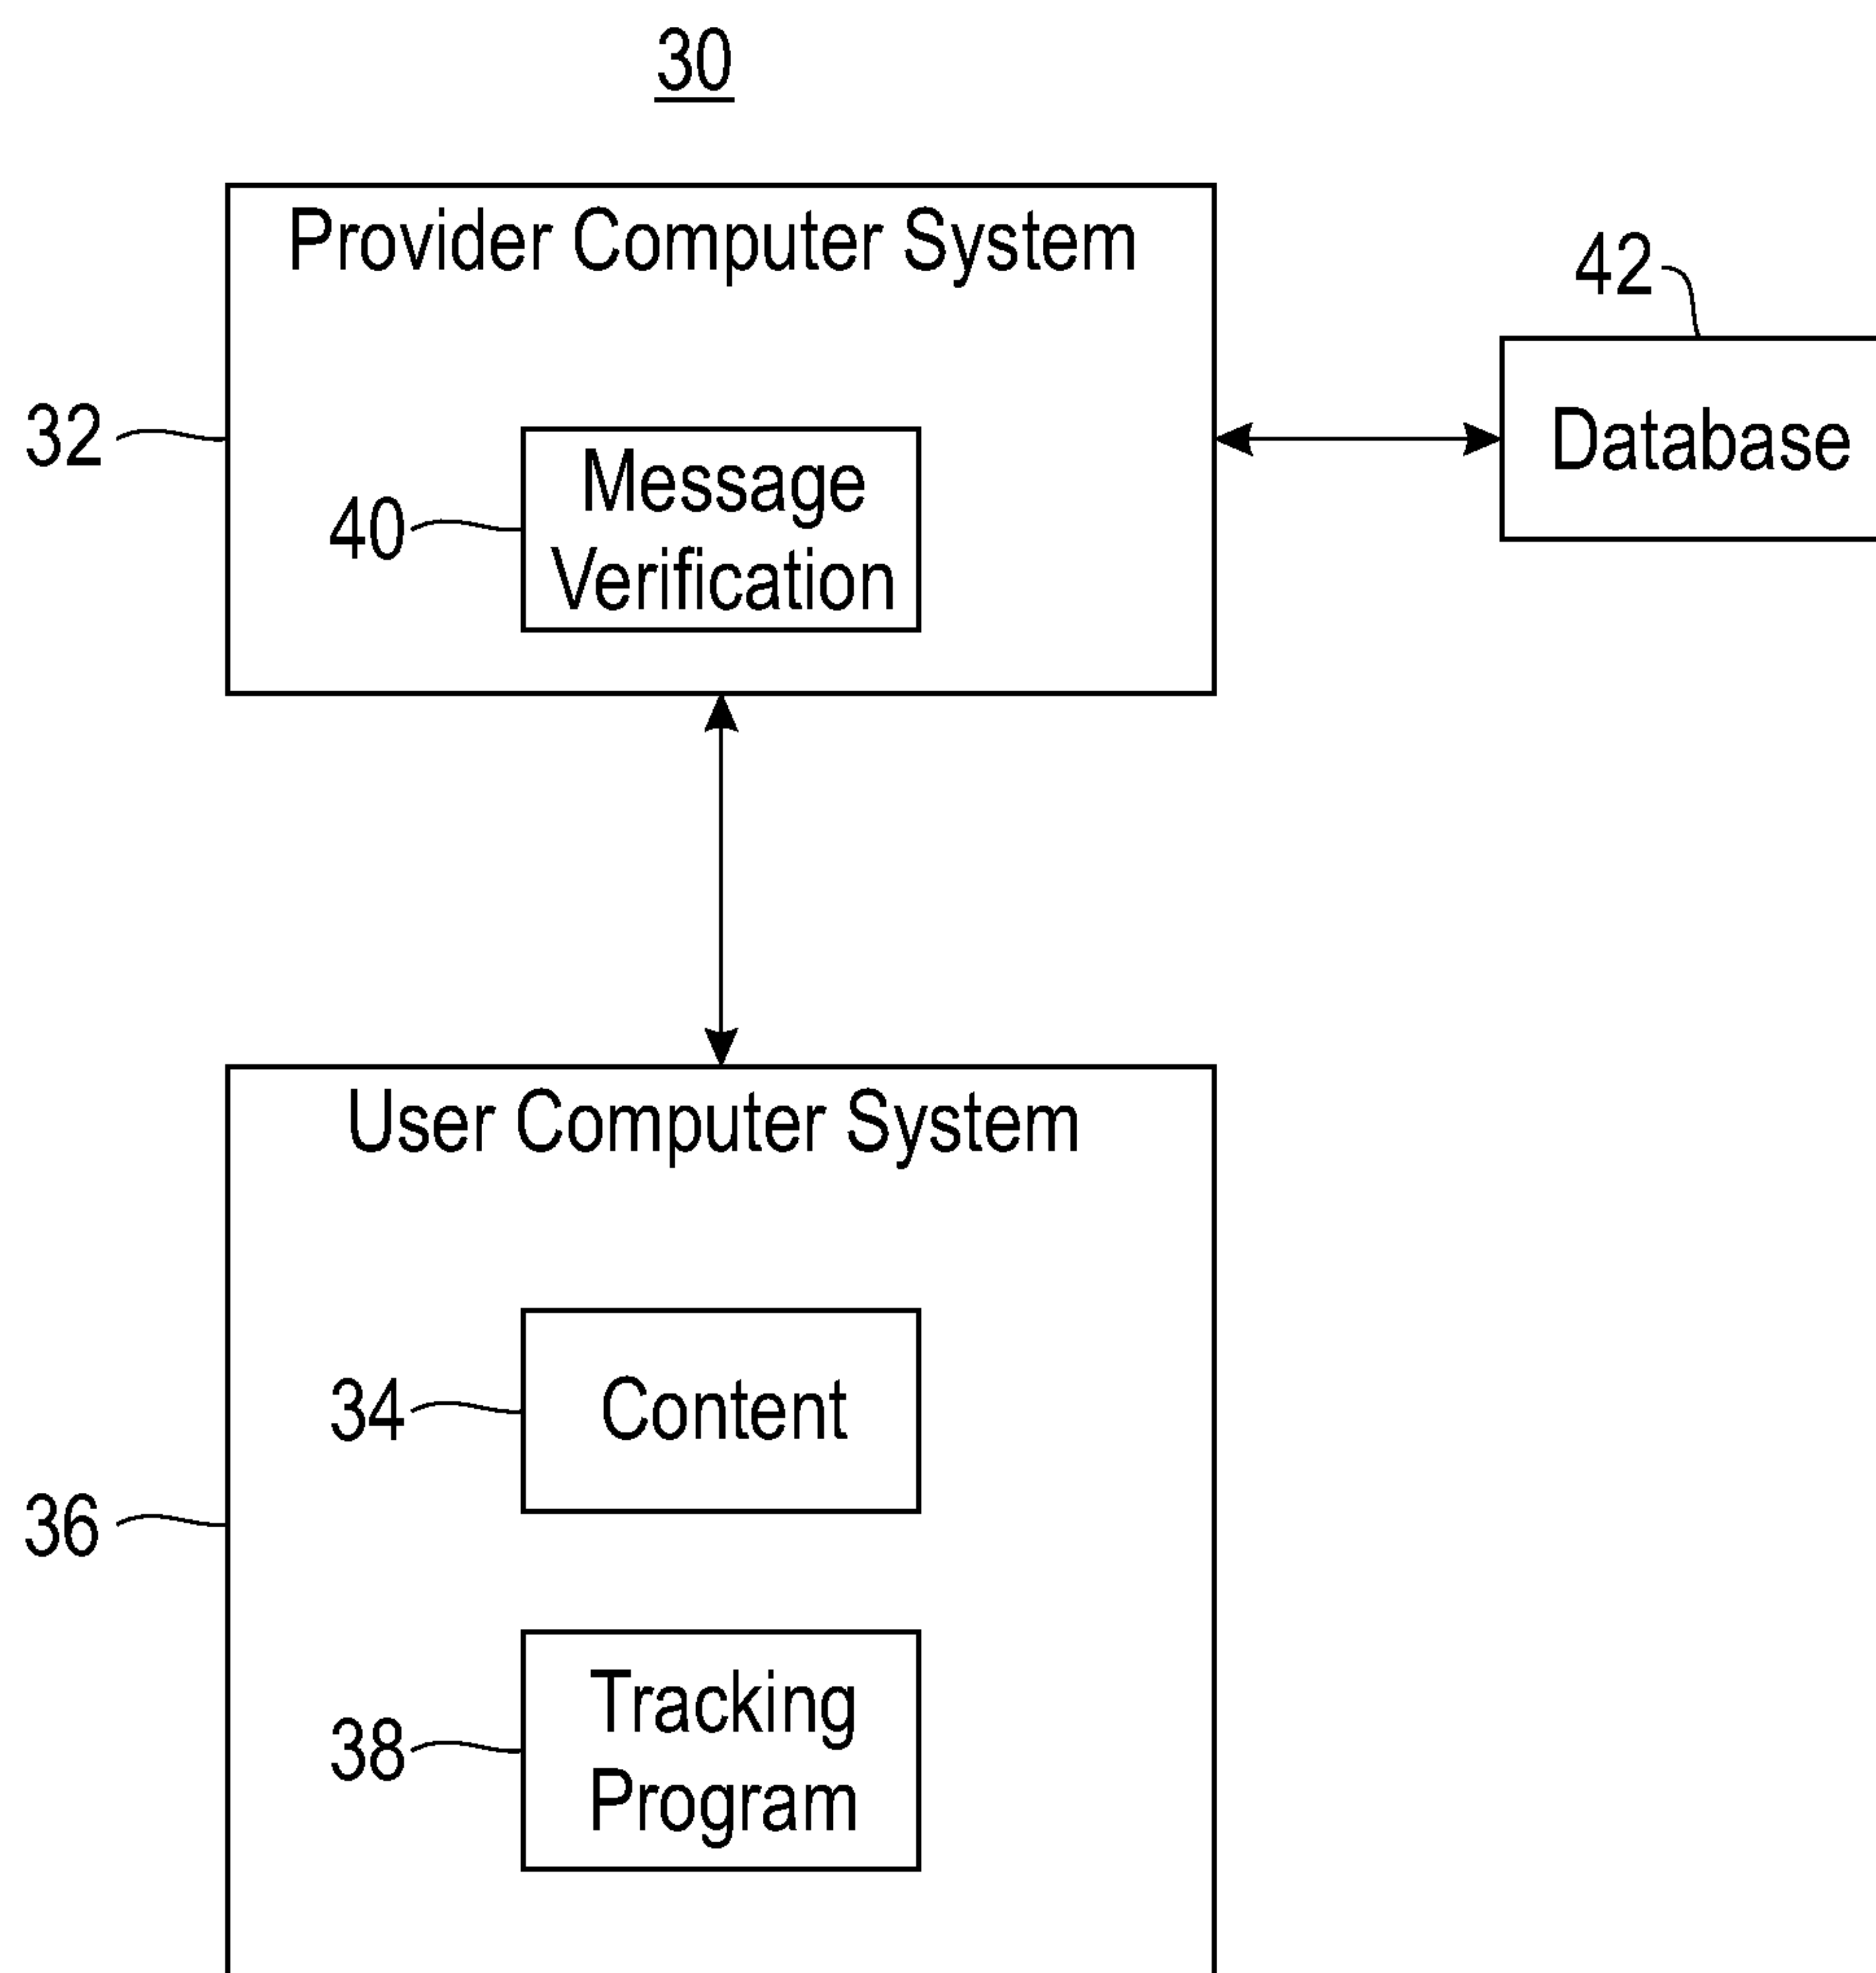 30
Provider Computer System
42
Database
32
40
Message
Verification
User Computer System
34
Content
36
38
Tracking
Program